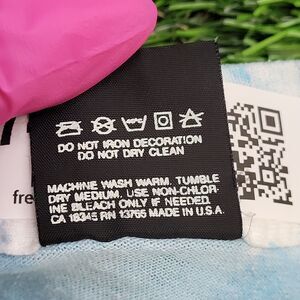 DO NOT IRON DECORATION
DO NOT DRY CLEAN
MACHINE WASH WARM. TUMBLE
DRY MEDIUM. USE NON-CHLOR-
INE BLEACH ONLY IF NEEDED.
CA 18345 RN 13765 MADE IN U.S.A.
fre